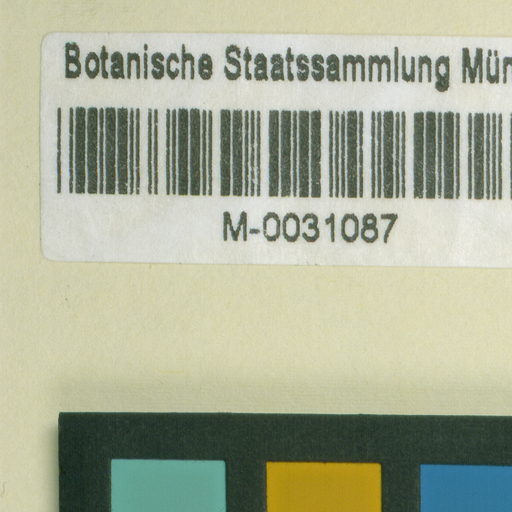 Botanische Staatssammlung Mün
M-0031087